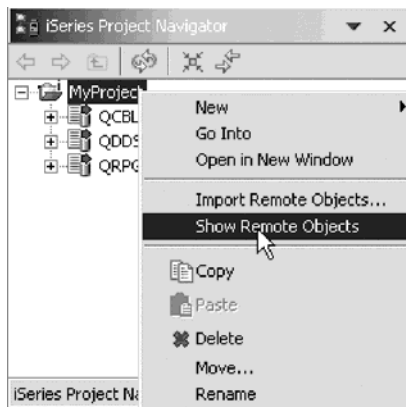 iSeries Project Navigator
MyProject
QCBL
QDDS
QRPG
New
Go Into
Open in New Window
Import Remote Objects...
Show Remote Objects
Copy
Paste
Delete
Move...
Rename
iSeries Project Na